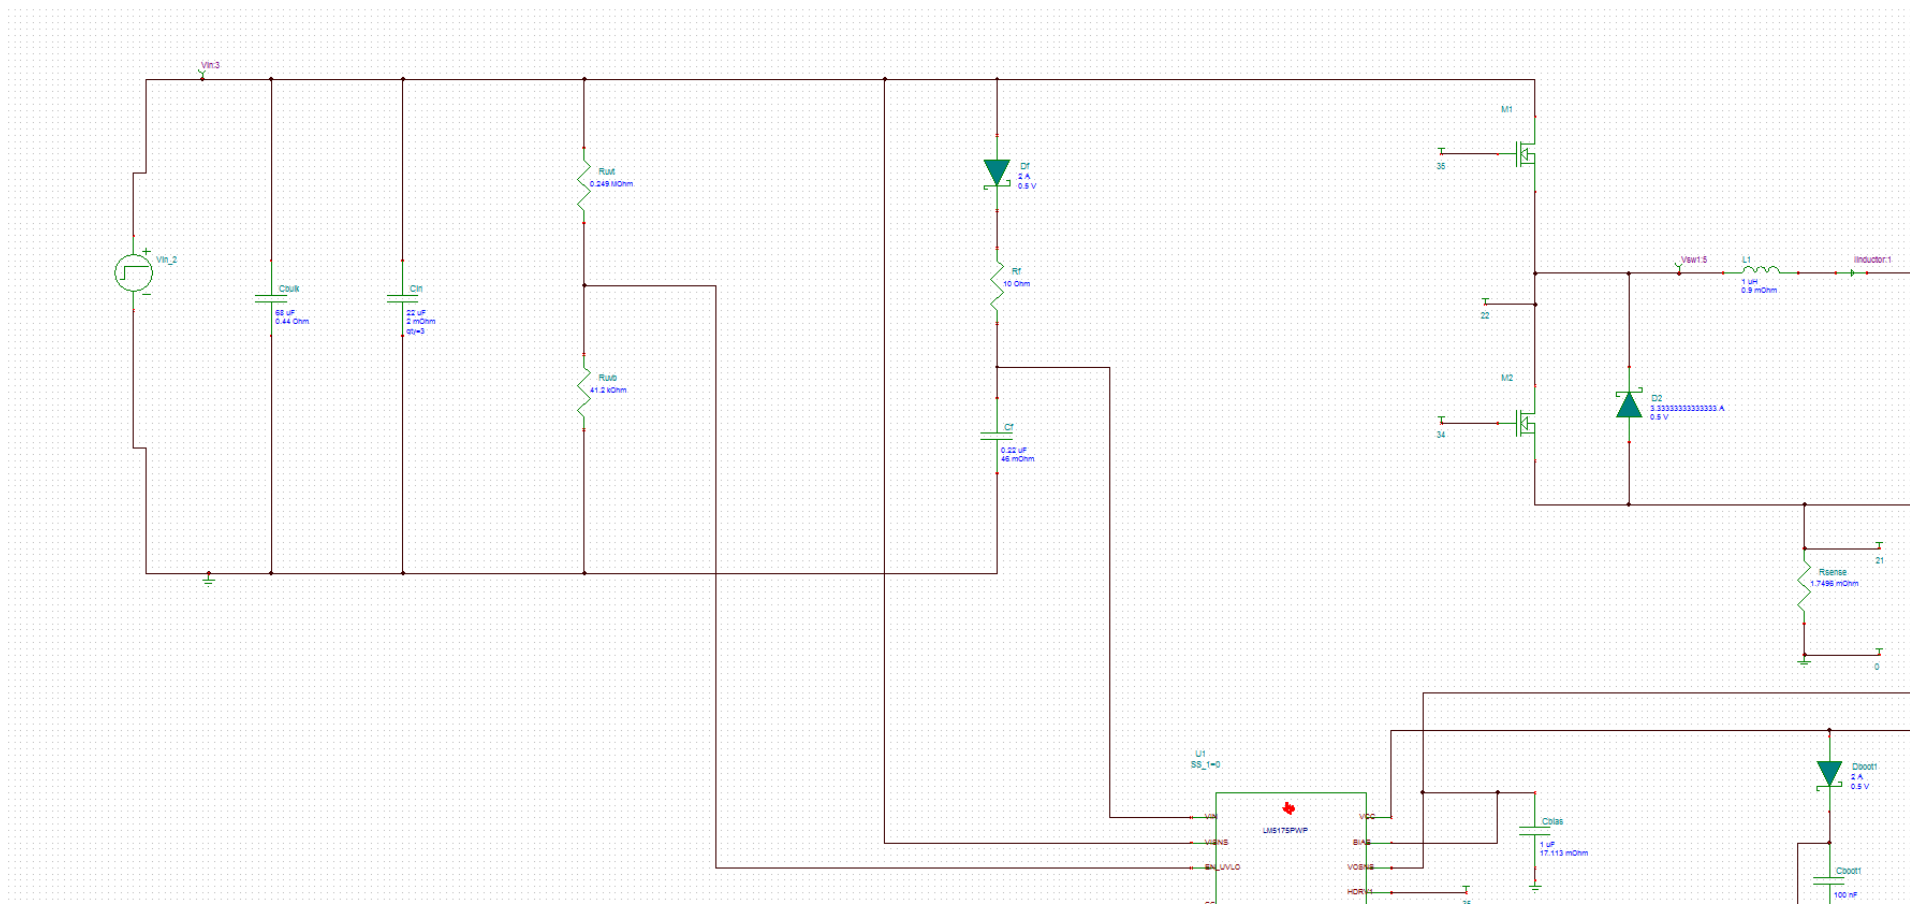 Vin:3
M1
Ruvt
0.249 MOhm
Df
2 A
0.5 V
35
Vin_2
Vsw1:5
L1
IInductor:1
1 uH
0.9 mOhm
Rf
10 Ohm
Cbulk
68 uF
0.44 Ohm
Cin
22 uF
2 mOhm
qty=3
22
Ruvb
41.2 kOhm
M2
D2
3.33333333333333 A
0.5 V
34
Cf
0.22 uF
46 mOhm
21
Rsense
1.7496 mOhm
0
U1
SS_1=0
Dboot1
2 A
0.5 V
VIN
VCC
LM5175PWP
Cbias
1 uF
17.113 mOhm
VISNS
BIAS
EN_UVLO
VOSNS
Cboot1
100 nF
HDRV1